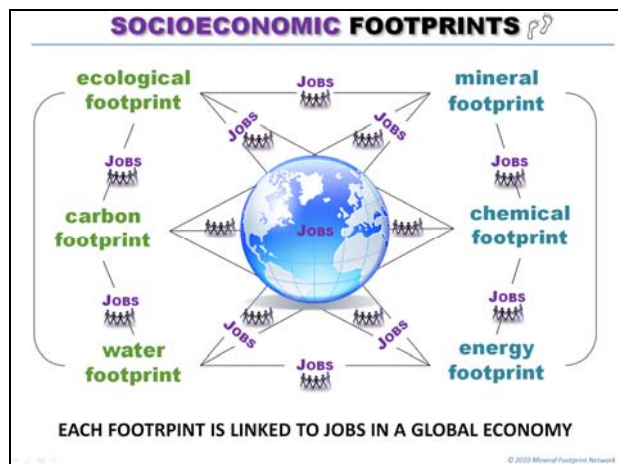 SOCIOECONOMIC FOOTPRINTS
ecological
footprint
JOBS
mineral
footprint
JOBS
JOBS
JOBS
JOBS
carbon
footprint
JOBS
chemical
footprint
JOBS
JOBS
JOBS
JOBS
water
footprint
JOBS
energy
footprint
EACH FOOTRPINT IS LINKED TO JOBS IN A GLOBAL ECONOMY
© 2010 Mineral Footprint Network